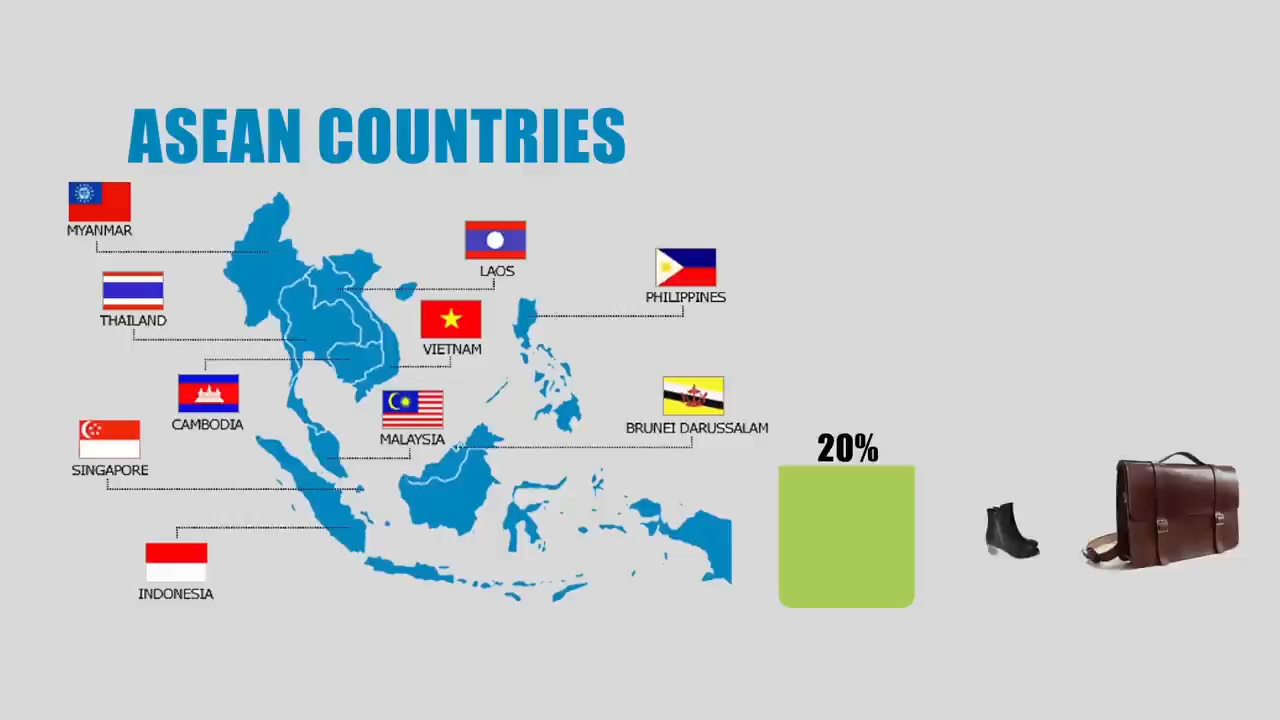 ASEAN COUNTRIES
MYANMAR
LAOS
PHILIPPINES
THAILAND
VIETNAM
CAMBODIA
MALAYSIA
BRUNEI DARUSSALAM
SINGAPORE
20%
INDONESIA